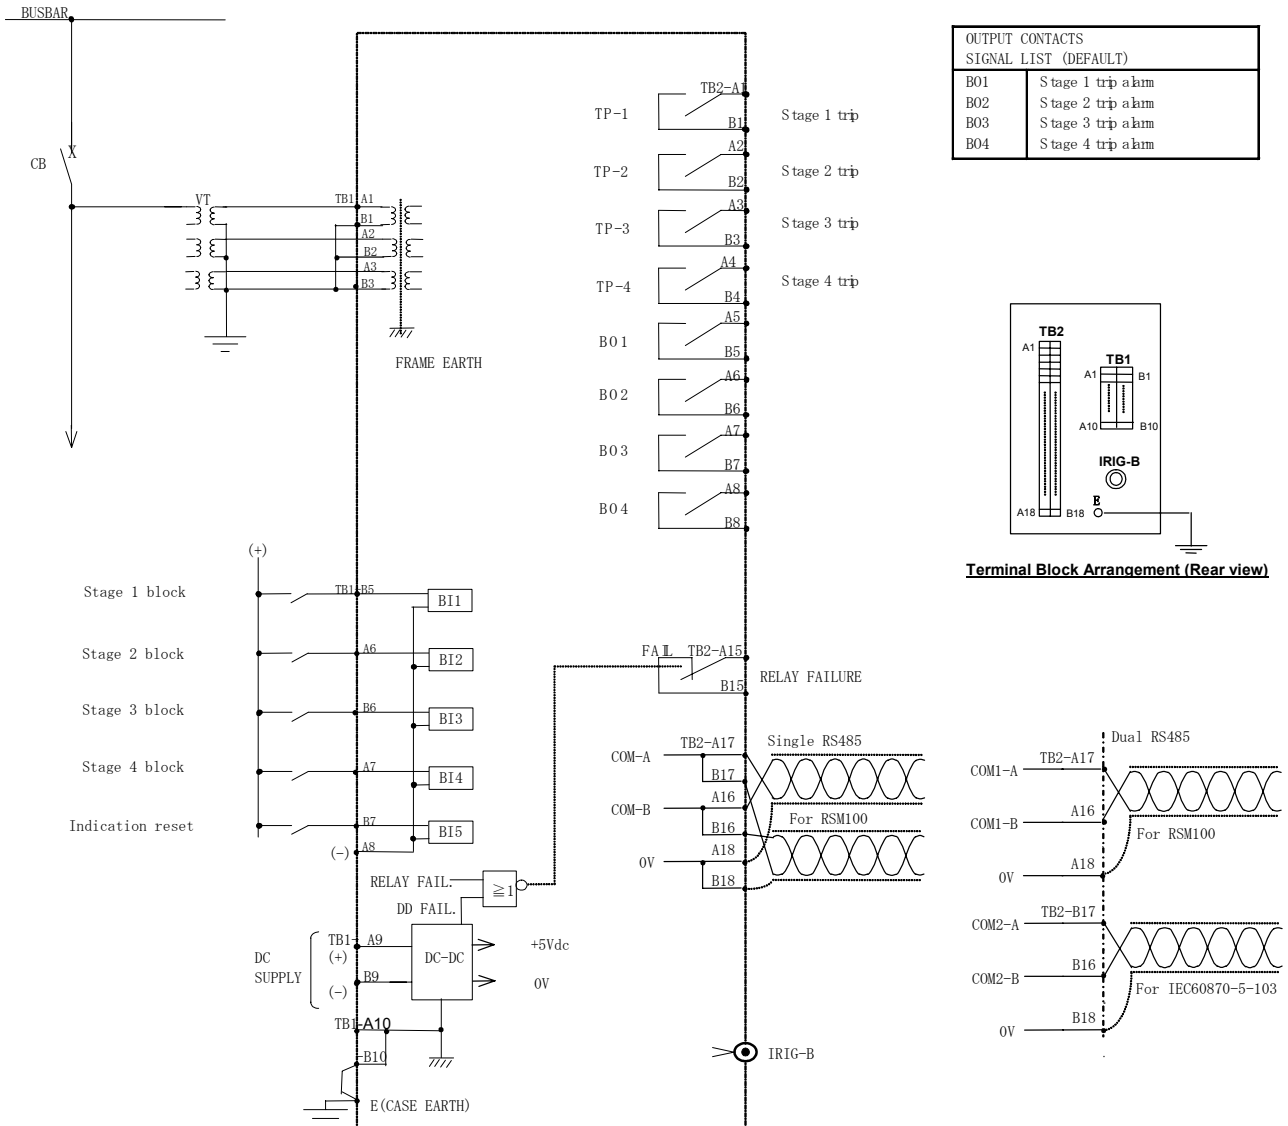 BUSBAR
CB
X
VT
TB1 A1
B1
A2
B2
A3
B3
FRAME EARTH
TP-1
TB2-A1
B1
Stage 1 trip
TP-2
A2
B2
Stage 2 trip
TP-3
A3
B3
Stage 3 trip
TP-4
A4
B4
Stage 4 trip
BO1
A5
B5
BO2
A6
B6
BO3
A7
B7
BO4
A8
B8
OUTPUT CONTACTS
SIGNAL LIST (DEFAULT)
BO1 Stage 1 trip alarm
BO2 Stage 2 trip alarm
BO3 Stage 3 trip alarm
BO4 Stage 4 trip alarm
TB2
A1
TB1
A1
B1
A10
B10
IRIG-B
E
A18
B18
Terminal Block Arrangement (Rear view)
(+)
Stage 1 block
TB1-B5
BI1
Stage 2 block
A6
BI2
Stage 3 block
B6
BI3
Stage 4 block
A7
BI4
Indication reset
B7
BI5
(-)
A8
RELAY FAIL.
≧1
DD FAIL.
DC
SUPPLY
TB1- A9
(+)
B9
(-)
DC-DC
+5Vdc
0V
TB1-A10
-B10
E(CASE EARTH)
FAIL TB2-A15
B15
RELAY FAILURE
COM-A
TB2-A17
B17
Single RS485
COM-B
A16
B16
For RSM100
0V
A18
B18
IRIG-B
Dual RS485
COM1-A
TB2-A17
COM1-B
A16
For RSM100
0V
A18
COM2-A
TB2-B17
COM2-B
B16
For IEC60870-5-103
0V
B18